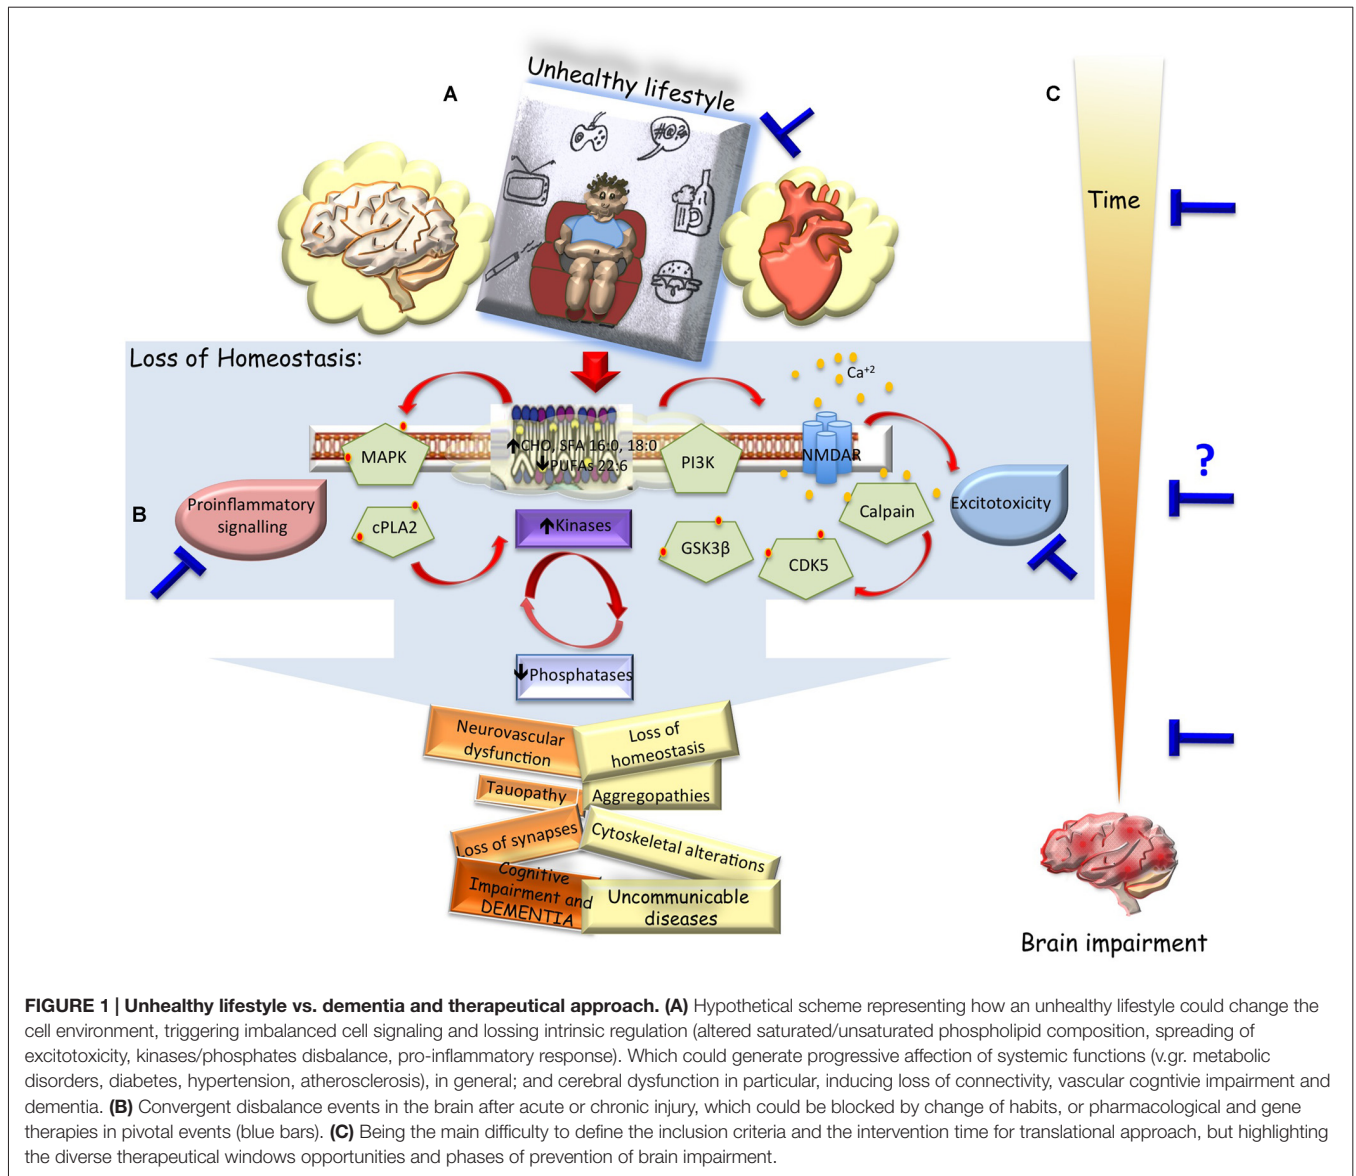 A
Unhealthy lifestyle
#@?
C
Time
Loss of Homeostasis:
Ca+2
↑CHO, SFA 16:0, 18:0
↓PUFAs 22:6
MAPK
PI3K
NMDAR
?
B
Proinflammatory
signalling
cPLA2
↑Kinases
GSK3β
CDK5
Calpain
Excitotoxicity
↓Phosphatases
Neurovascular
dysfunction
Loss of
homeostasis
Tauopathy
Aggregopathies
Loss of synapses
Cytoskeletal alterations
Cognitive
Impairment and
DEMENTIA
Uncommunicable
diseases
Brain impairment
FIGURE 1 | Unhealthy lifestyle vs. dementia and therapeutical approach. (A) Hypothetical scheme representing how an unhealthy lifestyle could change the
cell environment, triggering imbalanced cell signaling and lossing intrinsic regulation (altered saturated/unsaturated phospholipid composition, spreading of
excitotoxicity, kinases/phosphates disbalance, pro-inflammatory response). Which could generate progressive affection of systemic functions (v.gr. metabolic
disorders, diabetes, hypertension, atherosclerosis), in general; and cerebral dysfunction in particular, inducing loss of connectivity, vascular cogntivie impairment and
dementia. (B) Convergent disbalance events in the brain after acute or chronic injury, which could be blocked by change of habits, or pharmacological and gene
therapies in pivotal events (blue bars). (C) Being the main difficulty to define the inclusion criteria and the intervention time for translational approach, but highlighting
the diverse therapeutical windows opportunities and phases of prevention of brain impairment.